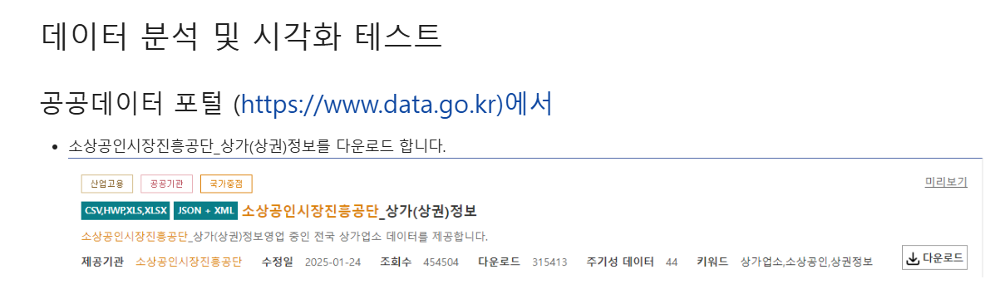 데이터 분석 및 시각화 테스트
공공데이터 포털 (https://www.data.go.kr)에서
• 소상공인시장진흥공단_상가(상권)정보를 다운로드 합니다.
산업고용 공공기관 국가중점 미리보기
CSV,HWP,XLS,XLSX JSON + XML 소상공인시장진흥공단_상가(상권)정보
소상공인시장진흥공단_상가(상권)정보영업 중인 전국 상가업소 데이터를 제공합니다.
제공기관 소상공인시장진흥공단 수정일 2025-01-24 조회수 454504 다운로드 315413 주기성 데이터 44 키워드 상가업소,소상공인,상권정보 다운로드